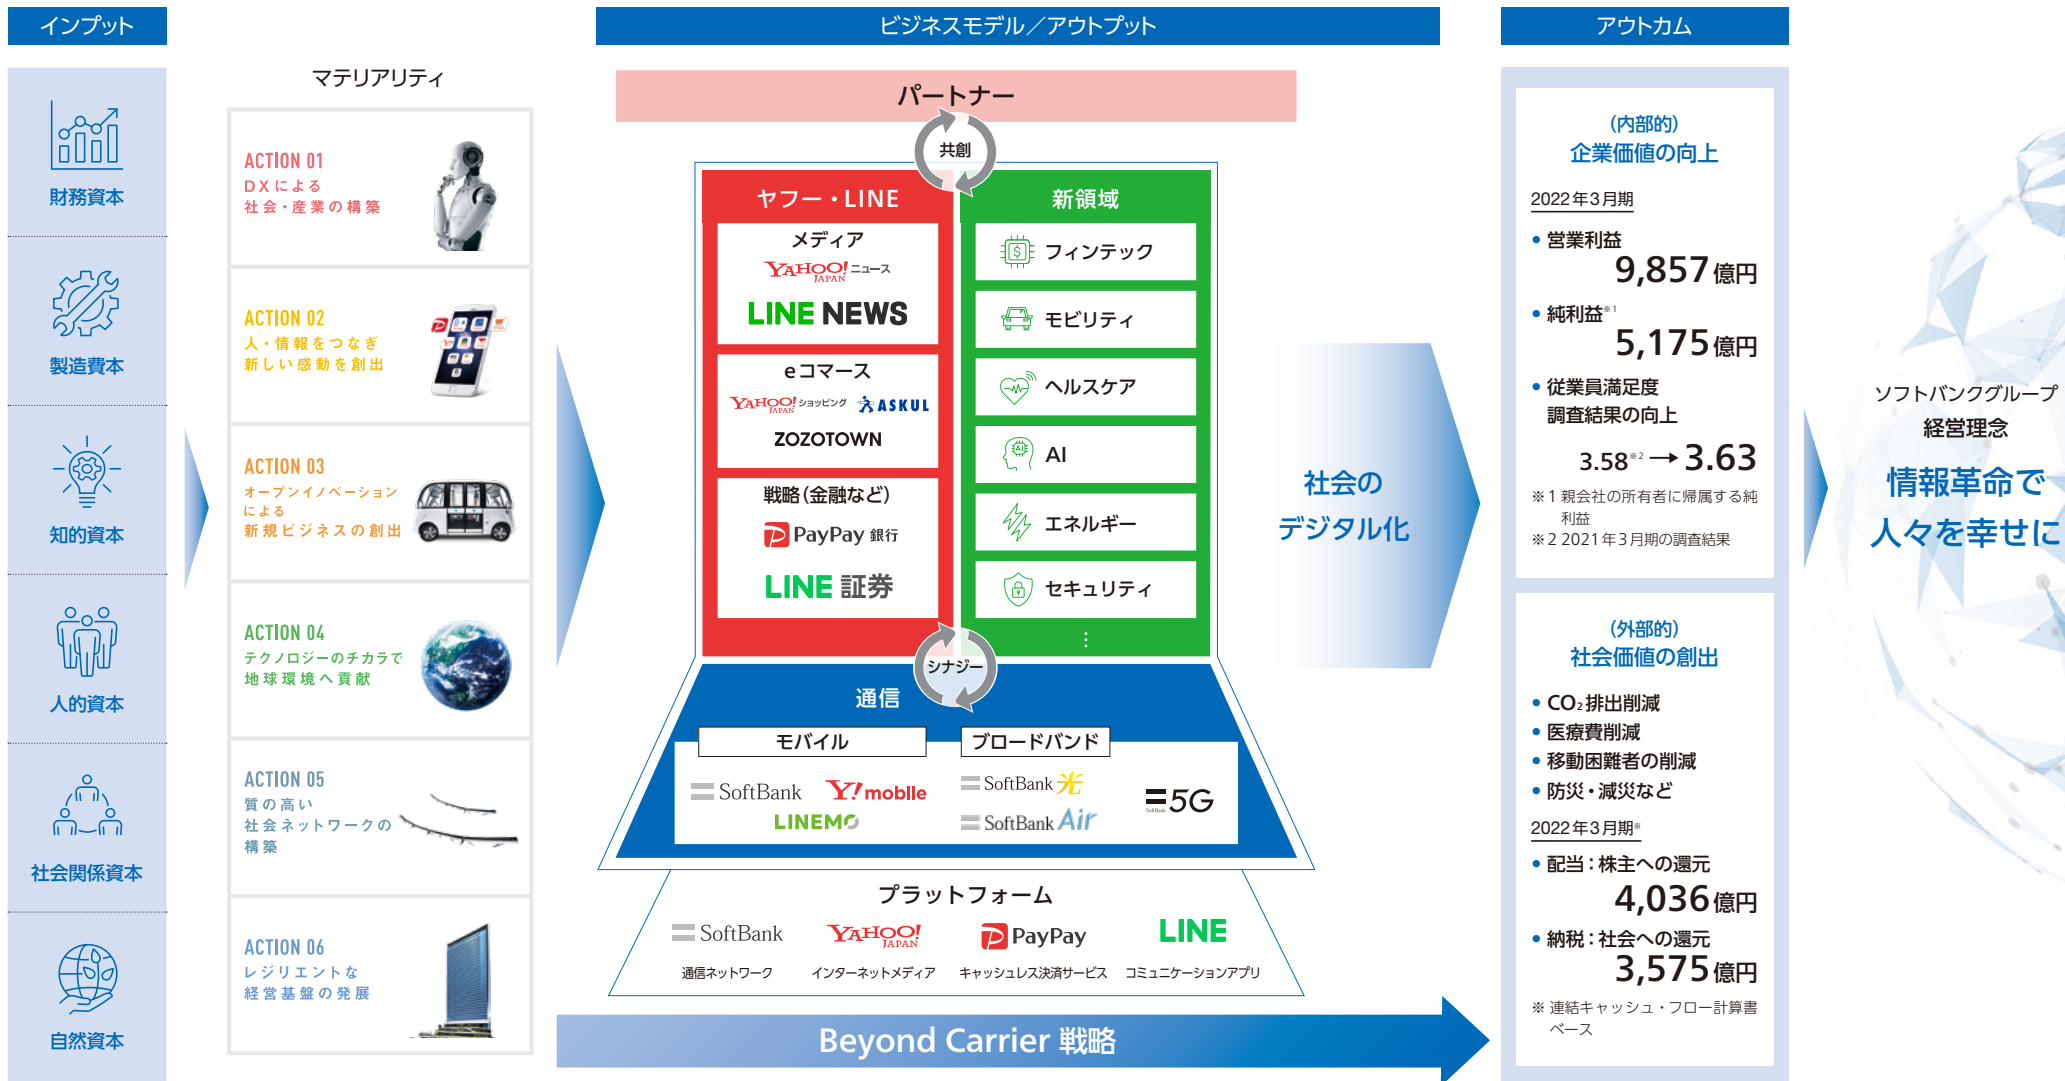 インプット
財務資本
製造費本
知的資本
人的資本
社会関係資本
自然資本
マテリアリティ
ACTION 01
DXによる
社会・産業の構築
ACTION 02
人・情報をつなぎ
新しい感動を創出
ACTION 03
オープンイノベーション
による
新規ビジネスの創出
ACTION 04
テクノロジーのチカラで
地球環境へ貢献
ACTION 05
質の高い
社会ネットワークの
構築
ACTION 06
レジリエントな
経営基盤の発展
ビジネスモデル／アウトプット
パートナー
共創
ヤフー・LINE
メディア
YAHOO! JAPAN ニュース
LINE NEWS
eコマース
YAHOO! JAPAN ショッピング ASKUL
ZOZOTOWN
戦略(金融など)
PayPay 銀行
LINE 証券
新領域
フィンテック
モビリティ
ヘルスケア
AI
エネルギー
セキュリティ
⋮
シナジー
通信
モバイル
SoftBank Y!mobile
LINEMO
ブロードバンド
SoftBank 光
SoftBank Air
SoftBank 5G
プラットフォーム
SoftBank YAHOO! JAPAN PayPay LINE
通信ネットワーク インターネットメディア キャッシュレス決済サービス コミュニケーションアプリ
Beyond Carrier 戦略
社会の
デジタル化
アウトカム
(内部的)
企業価値の向上
2022年3月期
• 営業利益
9,857億円
• 純利益※1
5,175億円
• 従業員満足度
調査結果の向上
3.58※2 → 3.63
※1 親会社の所有者に帰属する純
利益
※2 2021年3月期の調査結果
(外部的)
社会価値の創出
• CO₂排出削減
• 医療費削減
• 移動困難者の削減
• 防災・減災など
2022年3月期※
• 配当：株主への還元
4,036億円
• 納税：社会への還元
3,575億円
※ 連結キャッシュ・フロー計算書
ベース
ソフトバンクグループ
経営理念
情報革命で
人々を幸せに